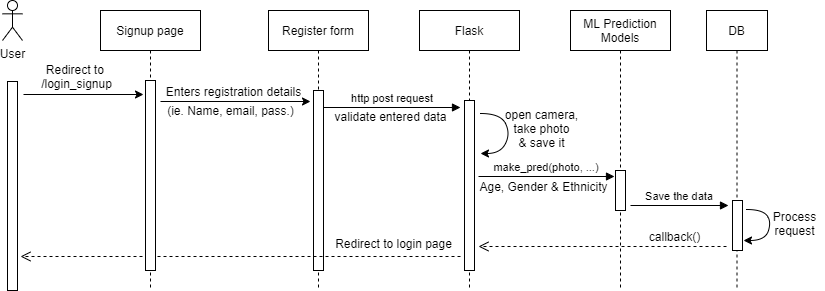 User
Signup page
Register form
Flask
ML Prediction
Models
DB
Redirect to
/login_signup
Enters registration details
(ie. Name, email, pass.)
http post request
validate entered data
open camera,
take photo
& save it
make_pred(photo, ...)
Age, Gender & Ethnicity
Save the data
Process
request
callback()
Redirect to login page